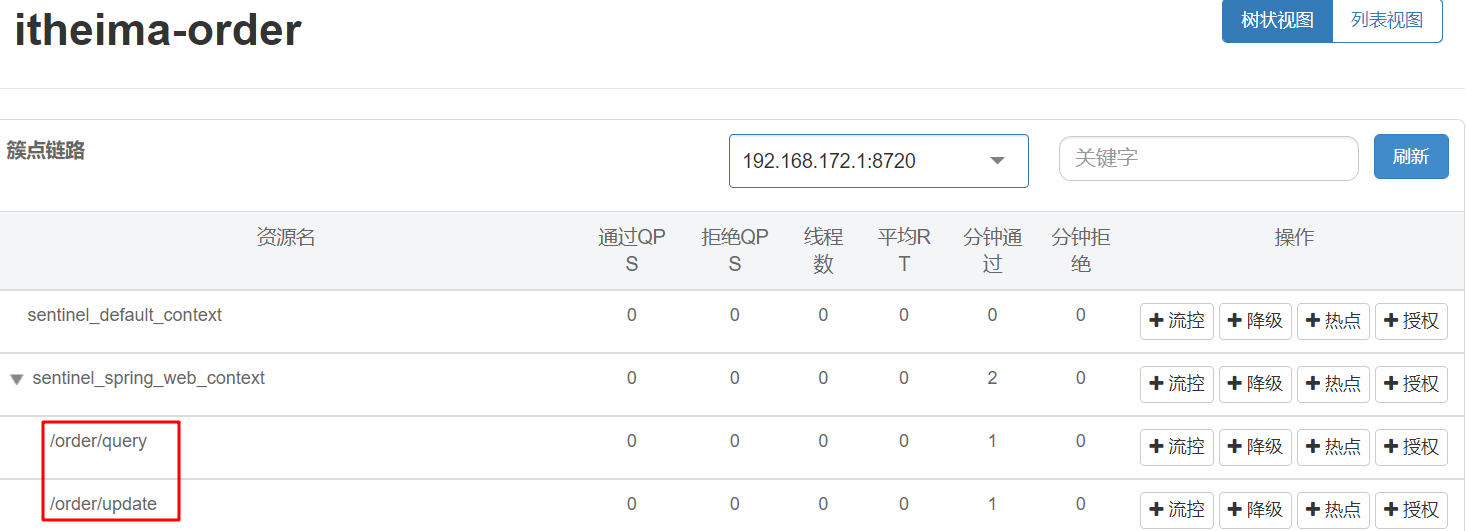 itheima-order
树状视图 列表视图
簇点链路 192.168.172.1:8720 关键字 刷新
资源名 通过QPS 拒绝QPS 线程数 平均RT 分钟通过 分钟拒绝 操作
sentinel_default_context 0 0 0 0 0 0 流控 降级 热点 授权
sentinel_spring_web_context 0 0 0 0 2 0 流控 降级 热点 授权
/order/query 0 0 0 0 1 0 流控 降级 热点 授权
/order/update 0 0 0 0 1 0 流控 降级 热点 授权